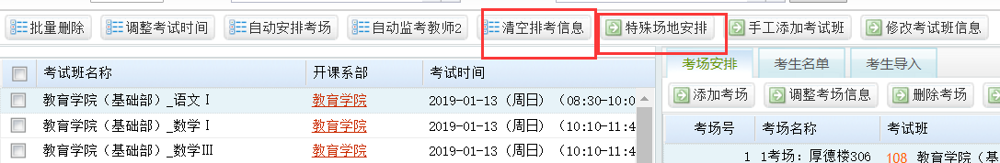 批量删除 调整考试时间 自动安排考场 自动监考教师2 清空排考信息 特殊场地安排 手工添加考试班 修改考试班信息
考场安排 考生名单 考生导入
考试班名称 开课系部 考试时间
添加考场 调整考场信息 删除考场
教育学院（基础部）_语文Ⅰ 教育学院 2019-01-13（周日）（08:30-10:0
教育学院（基础部）_数学Ⅰ 教育学院 2019-01-13（周日）（10:10-11:4
考场号 考场名称 考试班
教育学院（基础部）_数学Ⅲ 教育学院 2019-01-13（周日）（10:10-11:4
1 1考场：厚德楼306 108 教育学院（基